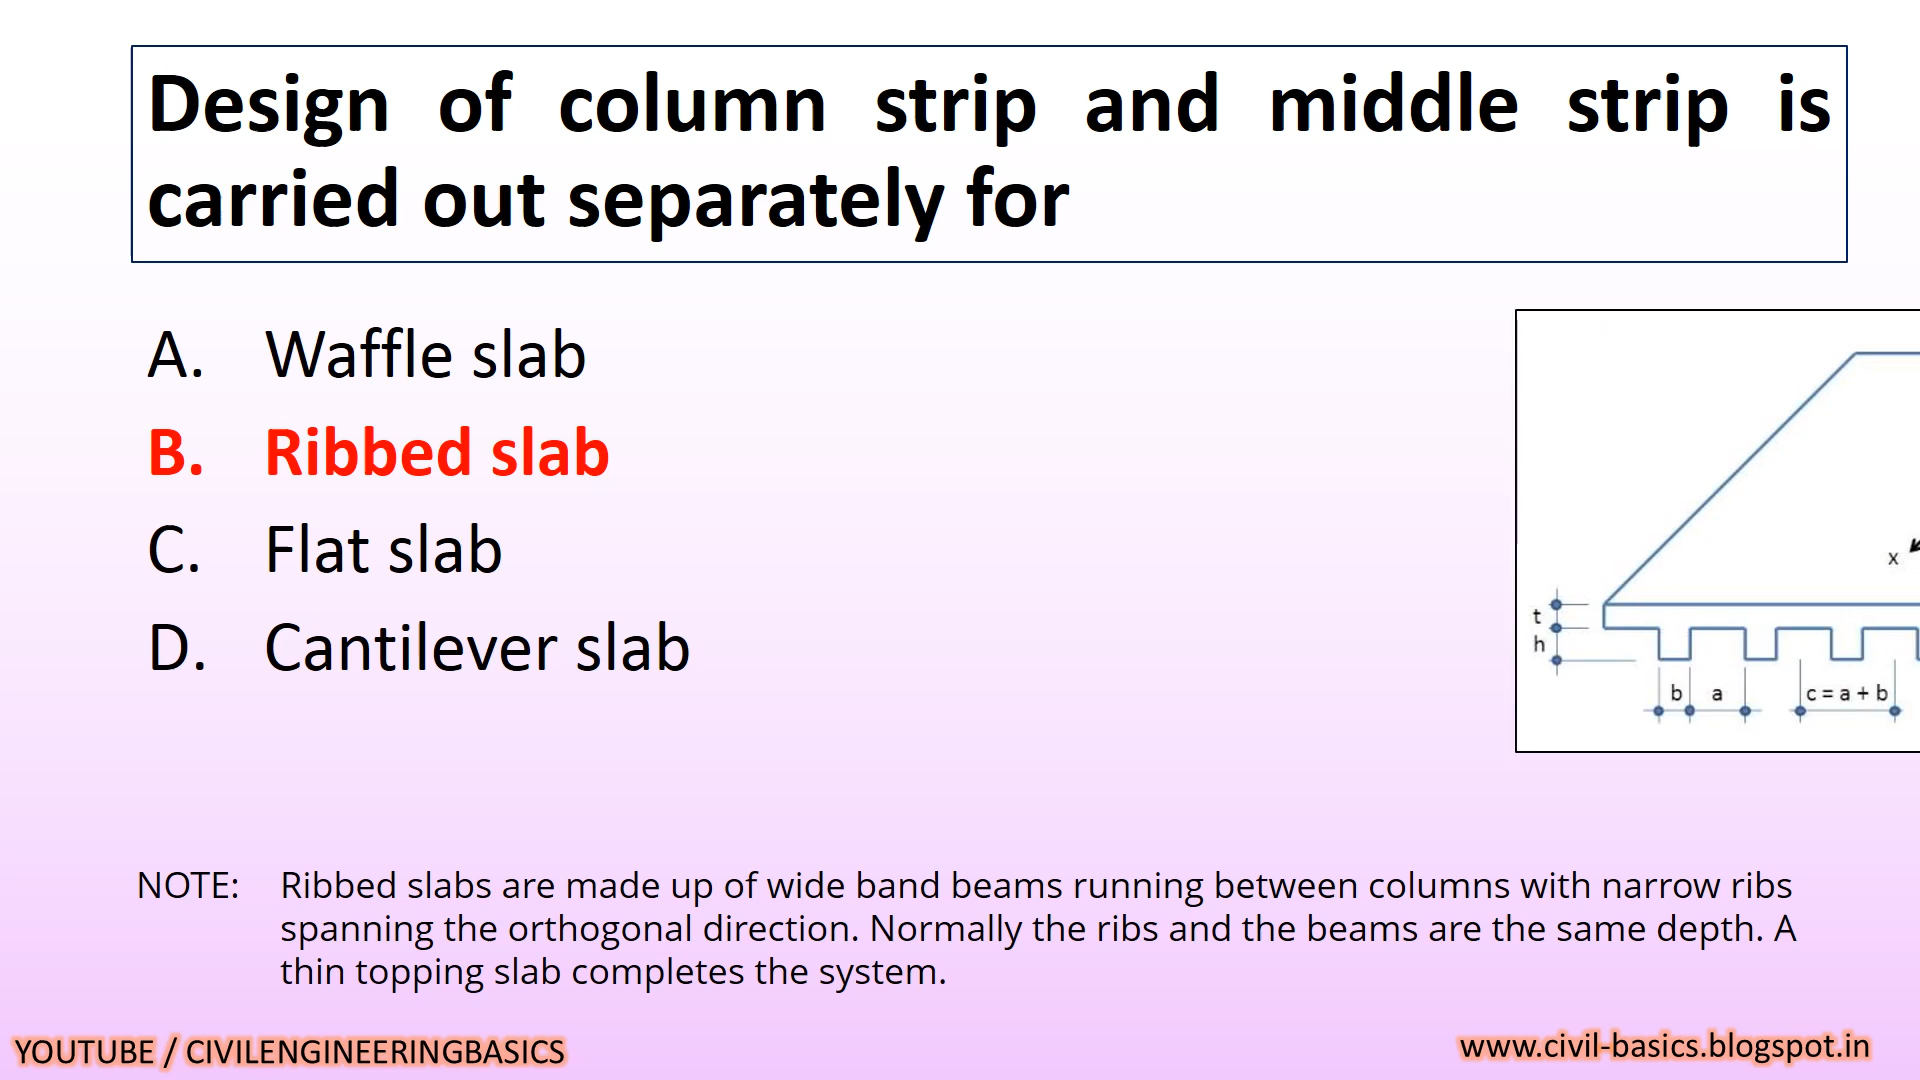 Design of column strip and middle strip is
carried out separately for
A. Waffle slab
B. Ribbed slab
C. Flat slab
D. Cantilever slab
x
t
h
b a c = a + b
NOTE: Ribbed slabs are made up of wide band beams running between columns with narrow ribs
spanning the orthogonal direction. Normally the ribs and the beams are the same depth. A
thin topping slab completes the system.
YOUTUBE / CIVILENGINEERINGBASICS
www.civil-basics.blogspot.in